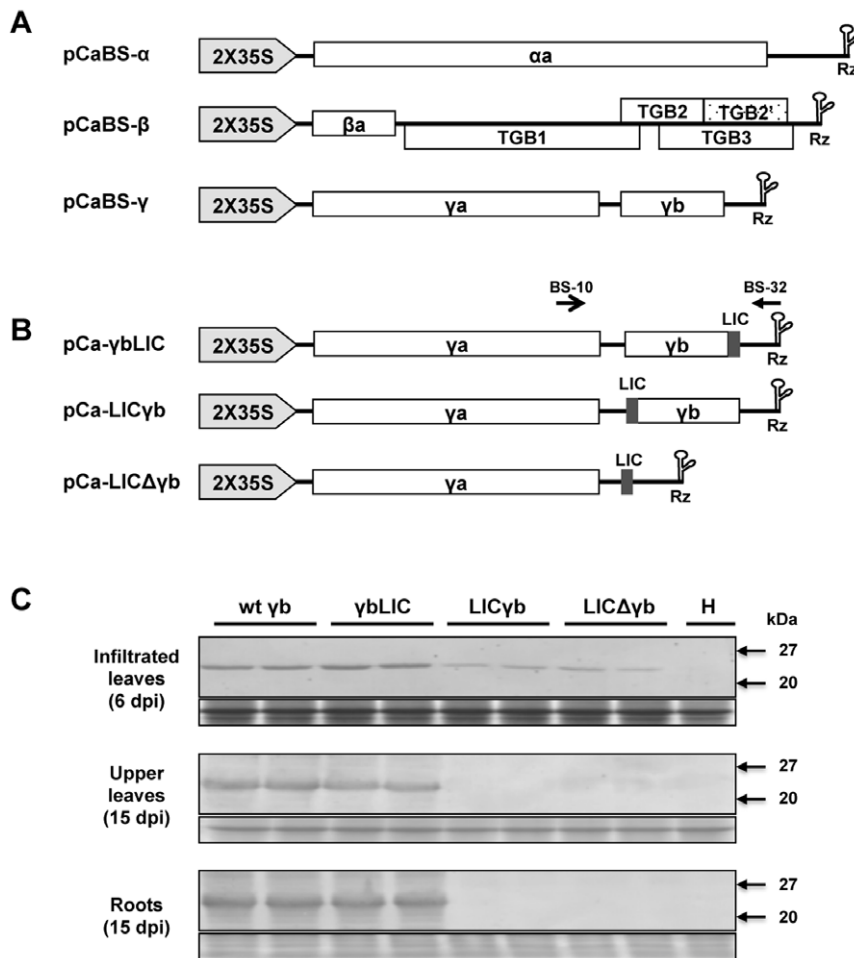 A
pCaBS-α 2X35S αa Rz
pCaBS-β 2X35S βa TGB1 TGB2 TGB2' TGB3 Rz
pCaBS-γ 2X35S γa γb Rz
BS-10 BS-32
B
pCa-γbLIC 2X35S γa γb LIC Rz
pCa-LICγb 2X35S γa LIC γb Rz
pCa-LICΔγb 2X35S γa LIC Rz
C
wt γb γbLIC LICγb LICΔγb H kDa
Infiltrated leaves (6 dpi) 27 20
Upper leaves (15 dpi) 27 20
Roots (15 dpi) 27 20